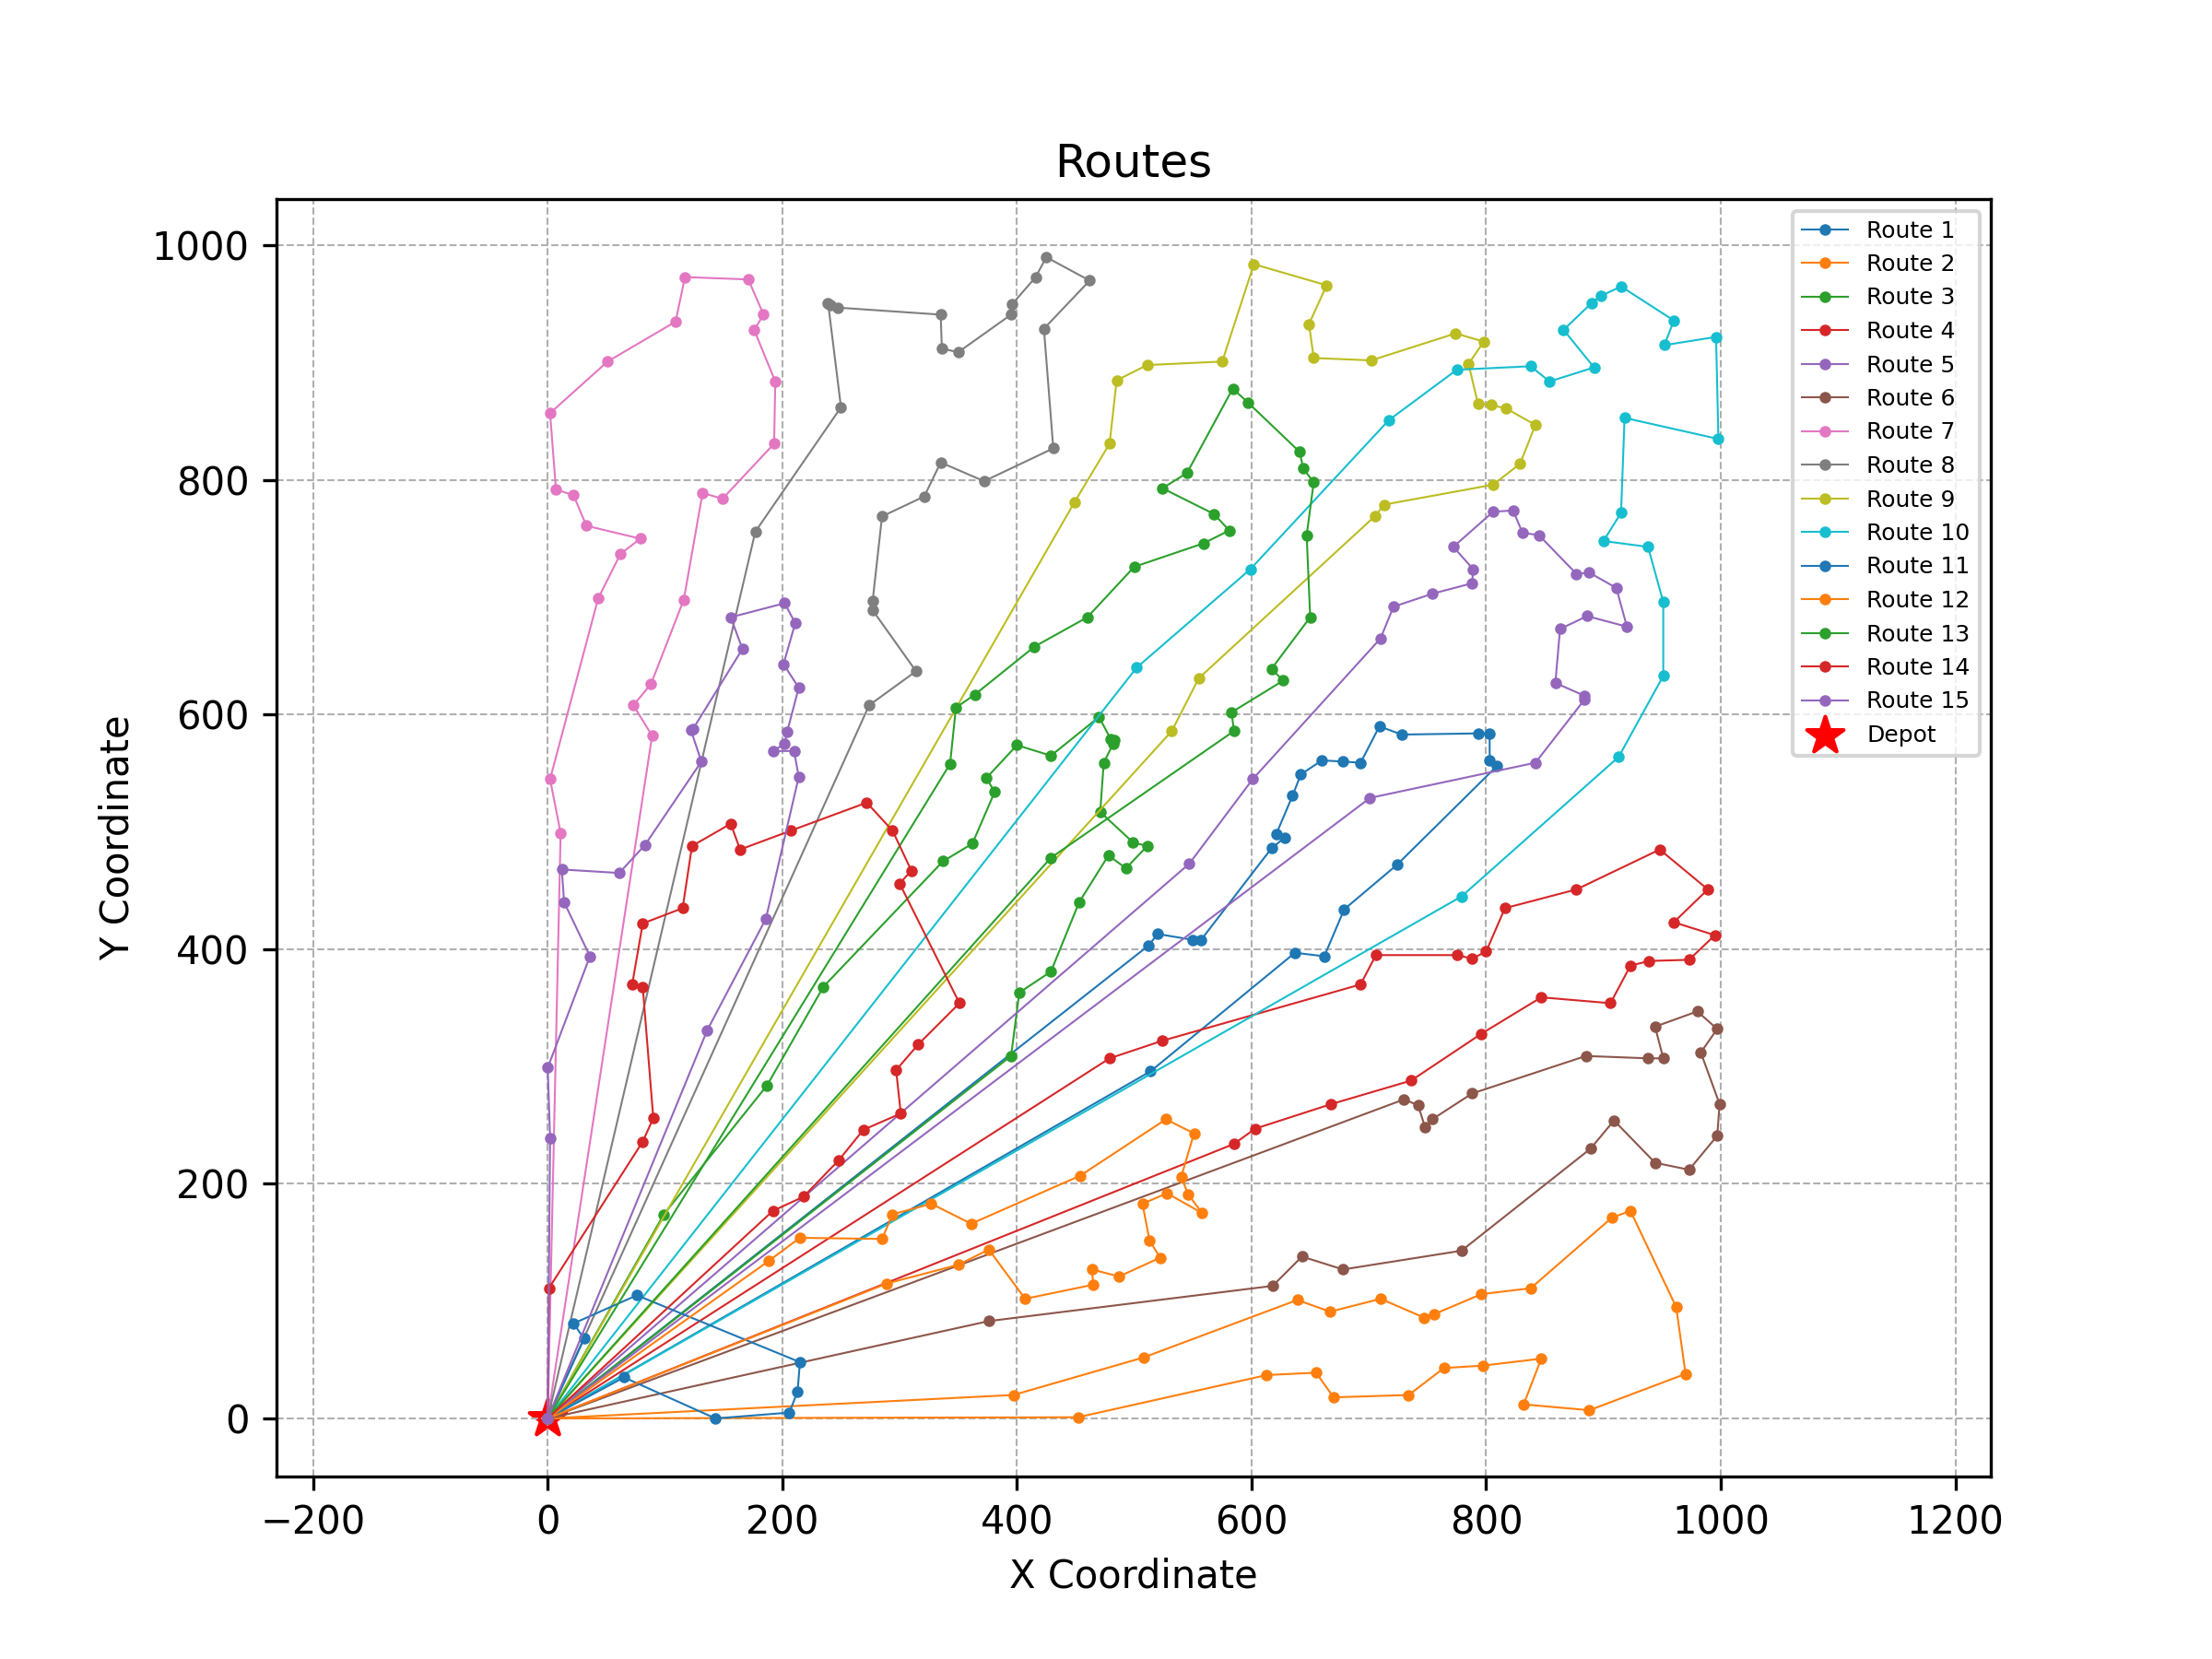 Routes
1000
800
600
400
200
0
Y Coordinate
−200
0
200
400
600
800
1000
1200
X Coordinate
Route 1
Route 2
Route 3
Route 4
Route 5
Route 6
Route 7
Route 8
Route 9
Route 10
Route 11
Route 12
Route 13
Route 14
Route 15
Depot